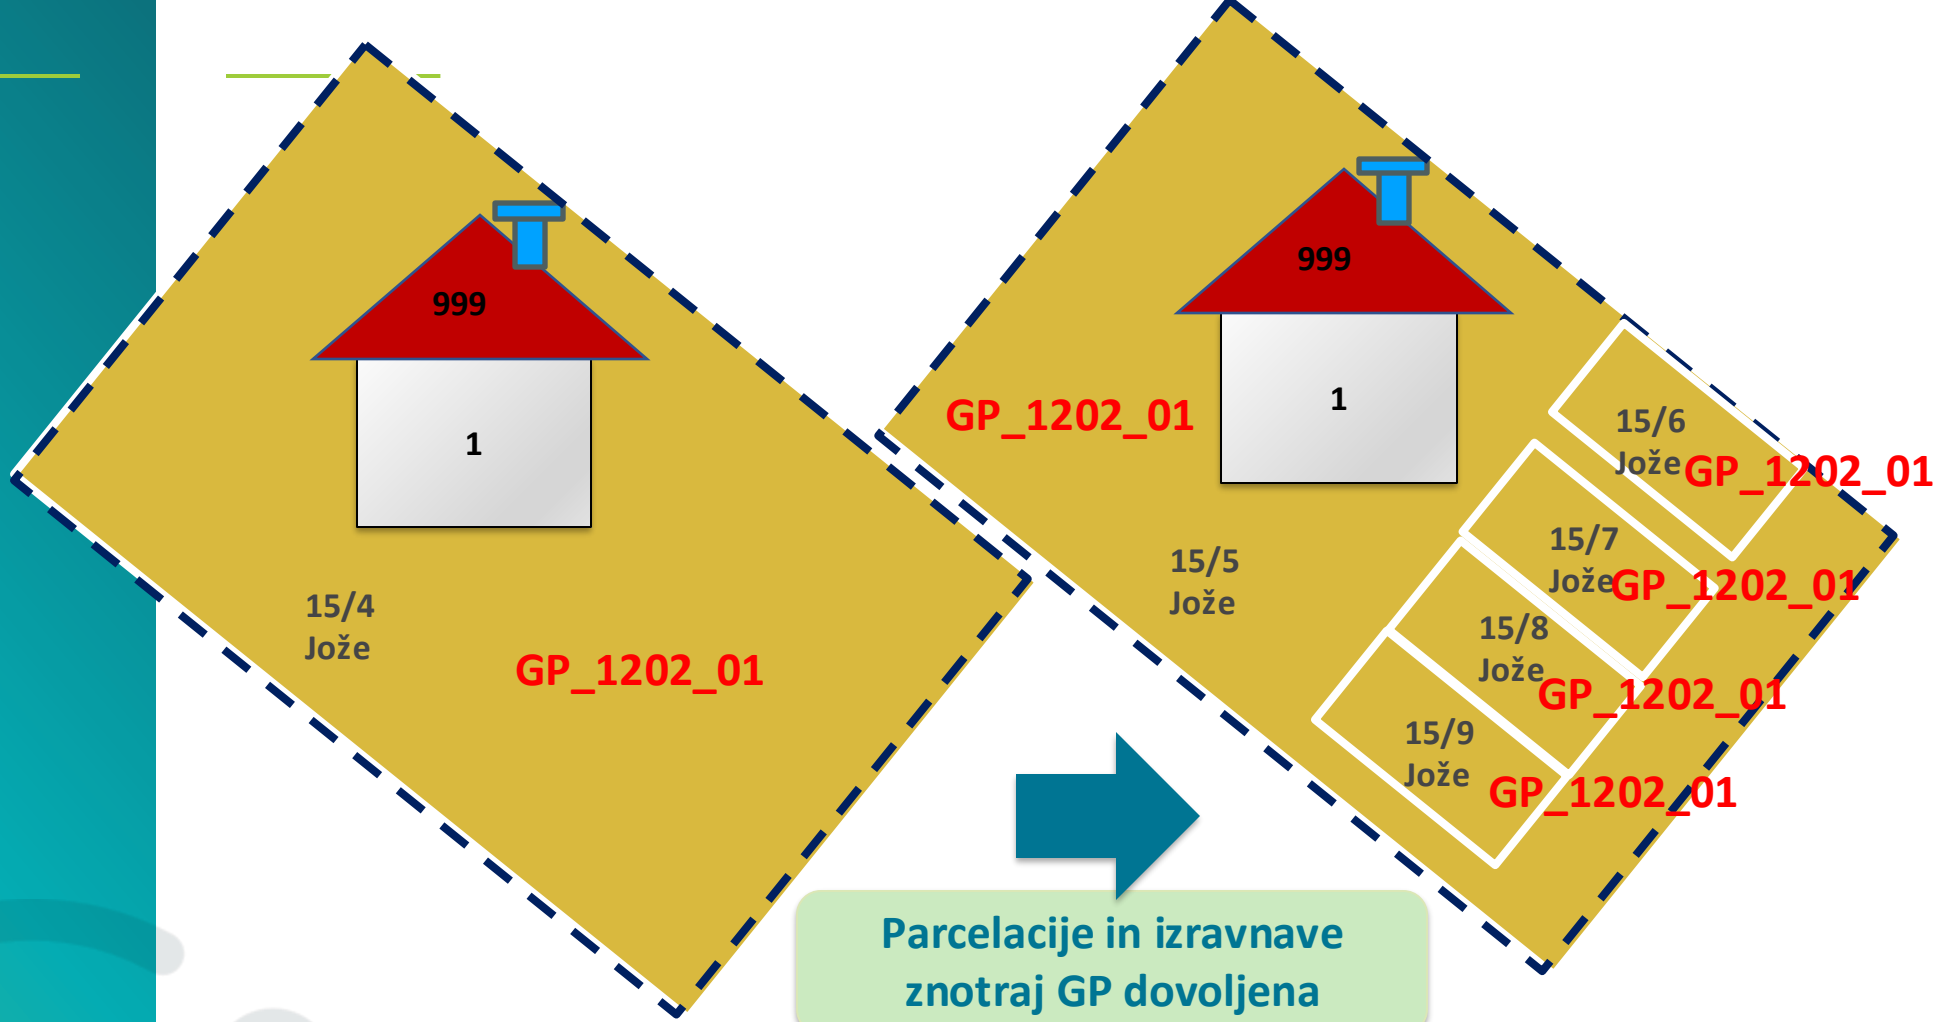 999
1
15/4
Jože
GP_1202_01
999
1
GP_1202_01
15/5
Jože
15/6
Jože
GP_1202_01
15/7
Jože
GP_1202_01
15/8
Jože
GP_1202_01
15/9
Jože
GP_1202_01
Parcelacije in izravnave
znotraj GP dovoljena